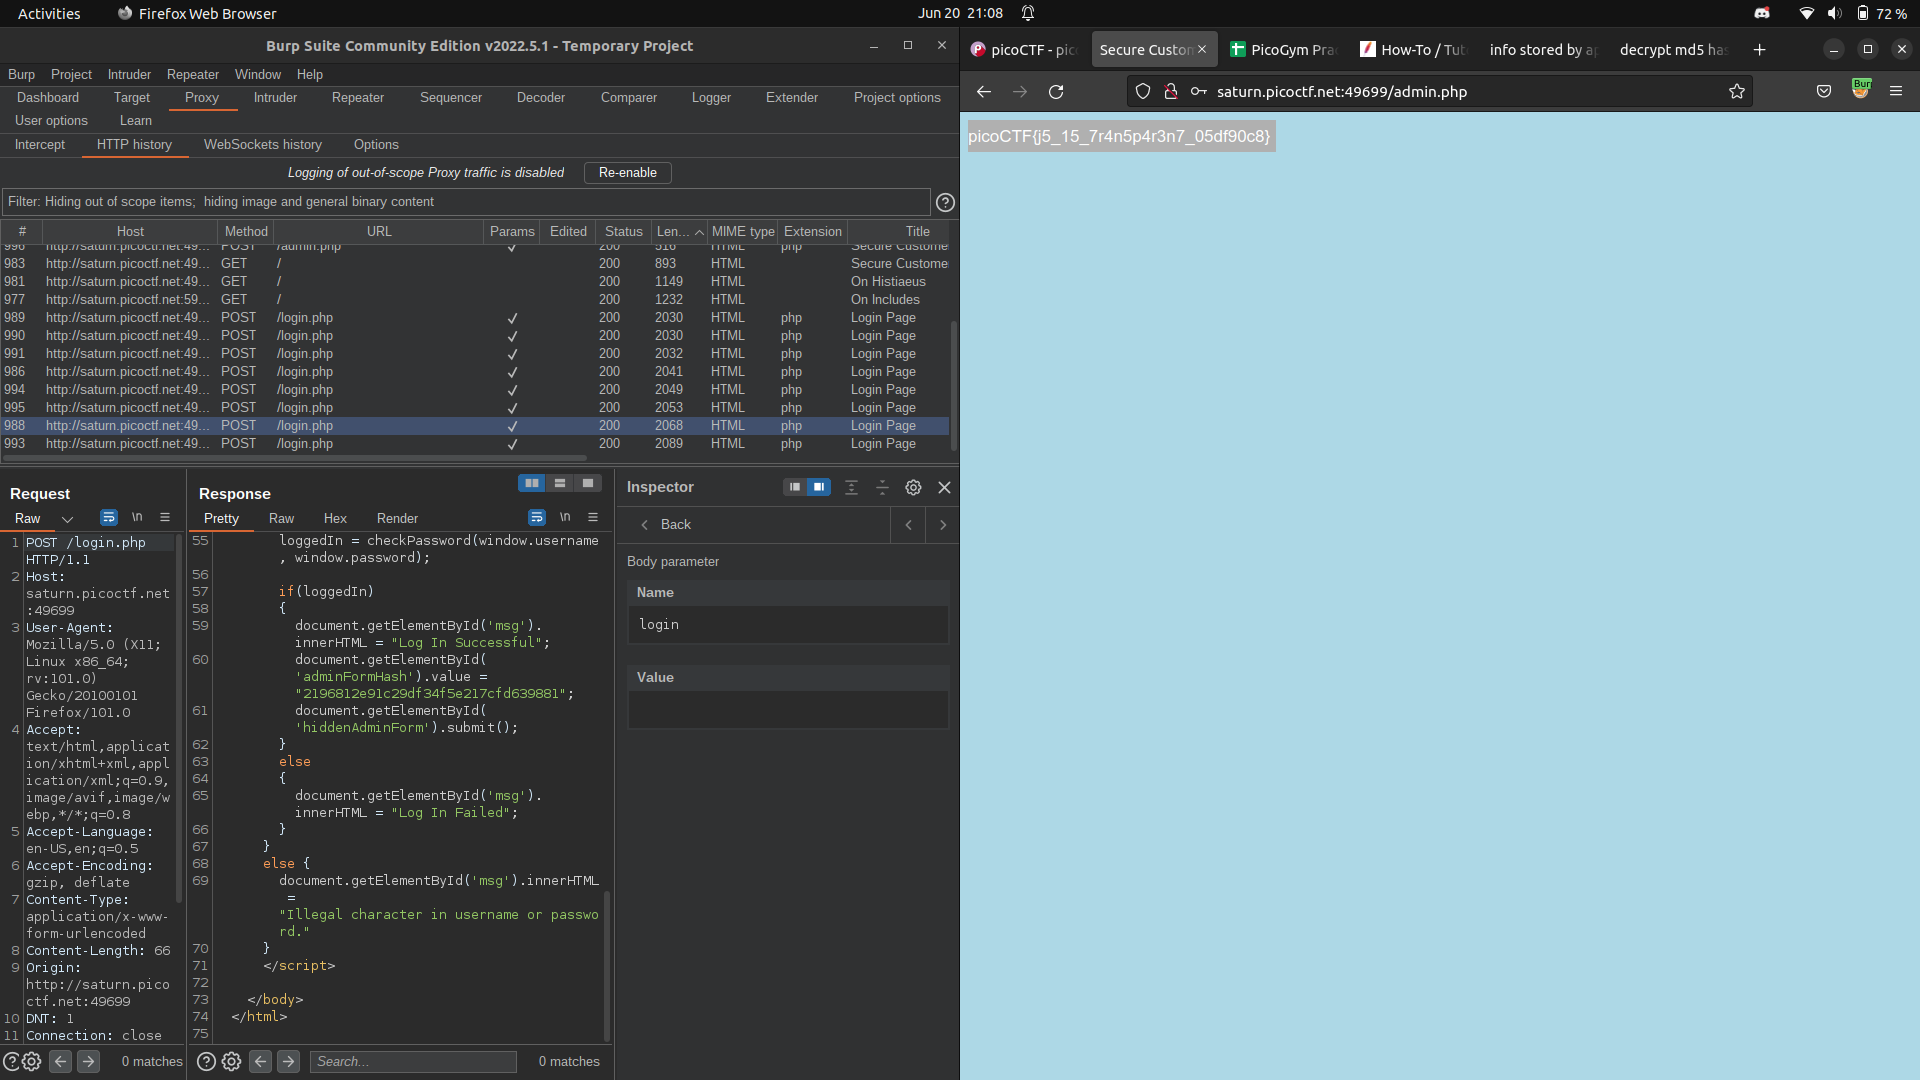 Activities
Firefox Web Browser
Jun 20 21:08
72 %
Burp Suite Community Edition v2022.5.1 - Temporary Project
Burp Project Intruder Repeater Window Help
Dashboard Target Proxy Intruder Repeater Sequencer Decoder Comparer Logger Extender Project options
User options Learn
Intercept HTTP history WebSockets history Options
Logging of out-of-scope Proxy traffic is disabled Re-enable
Filter: Hiding out of scope items; hiding image and general binary content
# Host Method URL Params Edited Status Len... MIME type Extension Title
996 http://saturn.picoctf.net:49... POST /admin.php ✓ 200 516 HTML php Secure Custome
983 http://saturn.picoctf.net:49... GET / 200 893 HTML Secure Custome
981 http://saturn.picoctf.net:49... GET / 200 1149 HTML On Histiaeus
977 http://saturn.picoctf.net:59... GET / 200 1232 HTML On Includes
989 http://saturn.picoctf.net:49... POST /login.php ✓ 200 2030 HTML php Login Page
990 http://saturn.picoctf.net:49... POST /login.php ✓ 200 2030 HTML php Login Page
991 http://saturn.picoctf.net:49... POST /login.php ✓ 200 2032 HTML php Login Page
986 http://saturn.picoctf.net:49... POST /login.php ✓ 200 2041 HTML php Login Page
994 http://saturn.picoctf.net:49... POST /login.php ✓ 200 2049 HTML php Login Page
995 http://saturn.picoctf.net:49... POST /login.php ✓ 200 2053 HTML php Login Page
988 http://saturn.picoctf.net:49... POST /login.php ✓ 200 2068 HTML php Login Page
993 http://saturn.picoctf.net:49... POST /login.php ✓ 200 2089 HTML php Login Page
Request
Raw \n
1 POST /login.php
HTTP/1.1
2 Host:
saturn.picoctf.net
:49699
3 User-Agent:
Mozilla/5.0 (X11;
Linux x86_64;
rv:101.0)
Gecko/20100101
Firefox/101.0
4 Accept:
text/html,applicat
ion/xhtml+xml,appl
ication/xml;q=0.9,
image/avif,image/w
ebp,*/*;q=0.8
5 Accept-Language:
en-US,en;q=0.5
6 Accept-Encoding:
gzip, deflate
7 Content-Type:
application/x-www-
form-urlencoded
8 Content-Length: 66
9 Origin:
http://saturn.pico
ctf.net:49699
10 DNT: 1
11 Connection: close
0 matches
Response
Pretty Raw Hex Render \n
55 loggedIn = checkPassword(window.username
, window.password);
56
57 if(loggedIn)
58 {
59 document.getElementById('msg').
innerHTML = "Log In Successful";
60 document.getElementById(
'adminFormHash').value =
"2196812e91c29df34f5e217cfd639881";
61 document.getElementById(
'hiddenAdminForm').submit();
62 }
63 else
64 {
65 document.getElementById('msg').
innerHTML = "Log In Failed";
66 }
67 }
68 else {
69 document.getElementById('msg').innerHTML
=
"Illegal character in username or passwo
rd."
70 }
71 </script>
72
73 </body>
74 </html>
75
Search...
0 matches
Inspector
Back
Body parameter
Name
login
Value
picoCTF - pic
Secure Custom
PicoGym Pra
How-To / Tut
info stored by ap
decrypt md5 has
saturn.picoctf.net:49699/admin.php
Bur
picoCTF{j5_15_7r4n5p4r3n7_05df90c8}